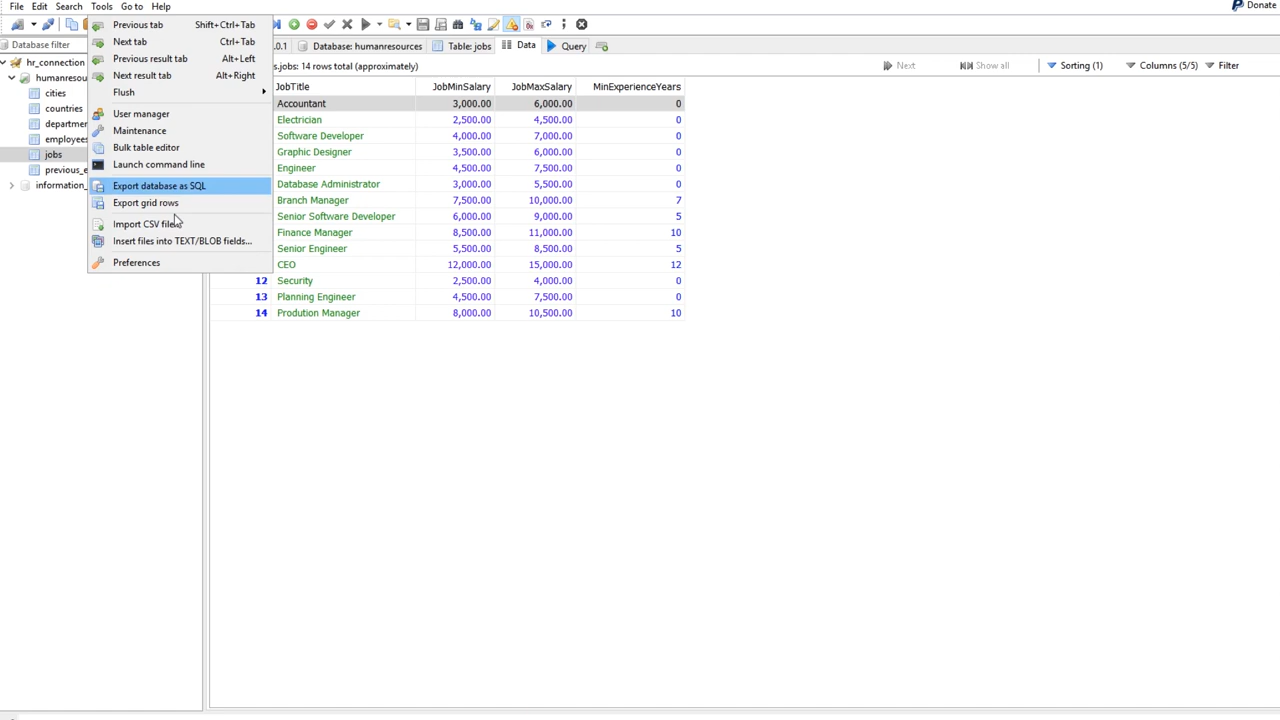 File Edit Search Tools Go to Help
Donate
Previous tab Shift+Ctrl+Tab
Database filter
Next tab Ctrl+Tab
0.1 Database: humanresources Table: jobs Data Query
hr_connection
Previous result tab Alt+Left
s.jobs: 14 rows total (approximately) Next Show all Sorting (1) Columns (5/5) Filter
humanresou
Next result tab Alt+Right
cities
Flush
JobTitle JobMinSalary JobMaxSalary MinExperienceYears
countries
Accountant 3,000.00 6,000.00 0
departmen
User manager
Electrician 2,500.00 4,500.00 0
employees
Maintenance
Software Developer 4,000.00 7,000.00 0
jobs
Bulk table editor
Graphic Designer 3,500.00 6,000.00 0
previous_e
Launch command line
Engineer 4,500.00 7,500.00 0
information_
Export database as SQL
Database Administrator 3,000.00 5,500.00 0
Export grid rows
Branch Manager 7,500.00 10,000.00 7
Import CSV file
Senior Software Developer 6,000.00 9,000.00 5
Insert files into TEXT/BLOB fields...
Finance Manager 8,500.00 11,000.00 10
Senior Engineer 5,500.00 8,500.00 5
Preferences
CEO 12,000.00 15,000.00 12
12 Security 2,500.00 4,000.00 0
13 Planning Engineer 4,500.00 7,500.00 0
14 Prodution Manager 8,000.00 10,500.00 10